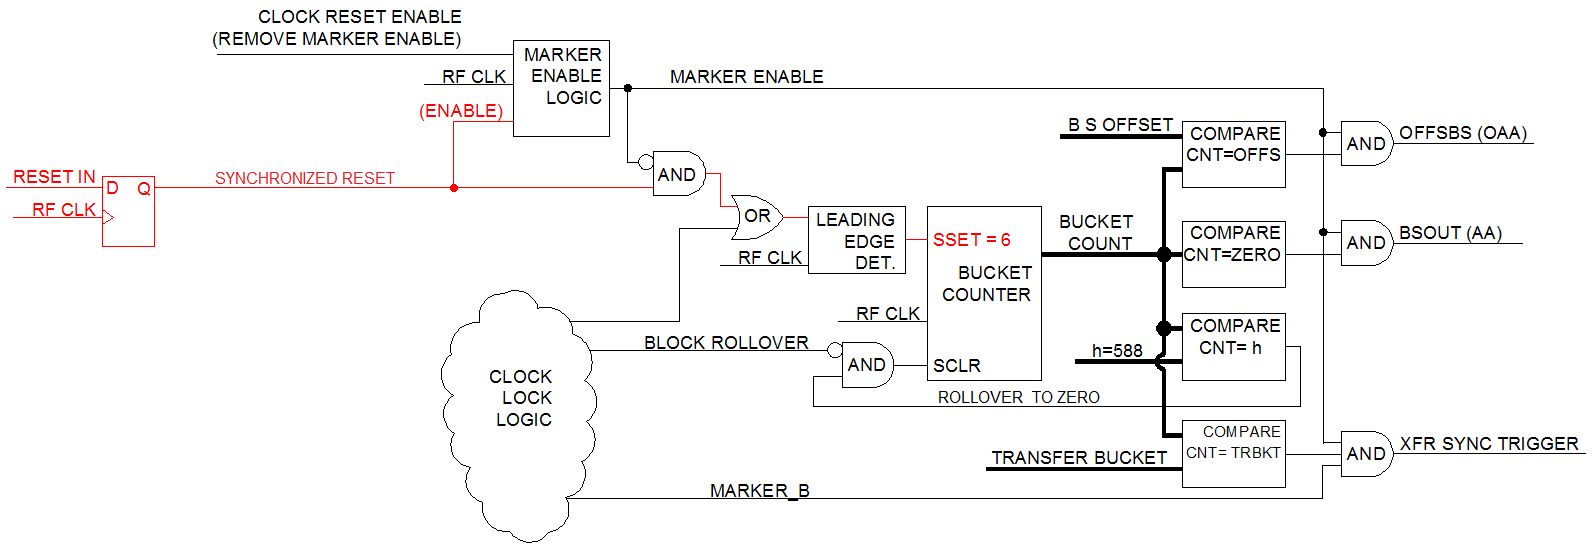 CLOCK RESET ENABLE
(REMOVE MARKER ENABLE)
RF CLK
(ENABLE)
MARKER
ENABLE
LOGIC
MARKER ENABLE
RESET IN
RF CLK
D Q
SYNCHRONIZED RESET
AND
OR
RF CLK
LEADING
EDGE
DET.
SSET = 6
BUCKET
COUNTER
SCLR
RF CLK
BLOCK ROLLOVER
AND
ROLLOVER TO ZERO
CLOCK
LOCK
LOGIC
MARKER_B
BUCKET
COUNT
B S OFFSET
COMPARE
CNT=OFFS
AND
OFFSBS (OAA)
COMPARE
CNT=ZERO
AND
BSOUT (AA)
h=588
COMPARE
CNT= h
TRANSFER BUCKET
COMPARE
CNT= TRBKT
AND
XFR SYNC TRIGGER